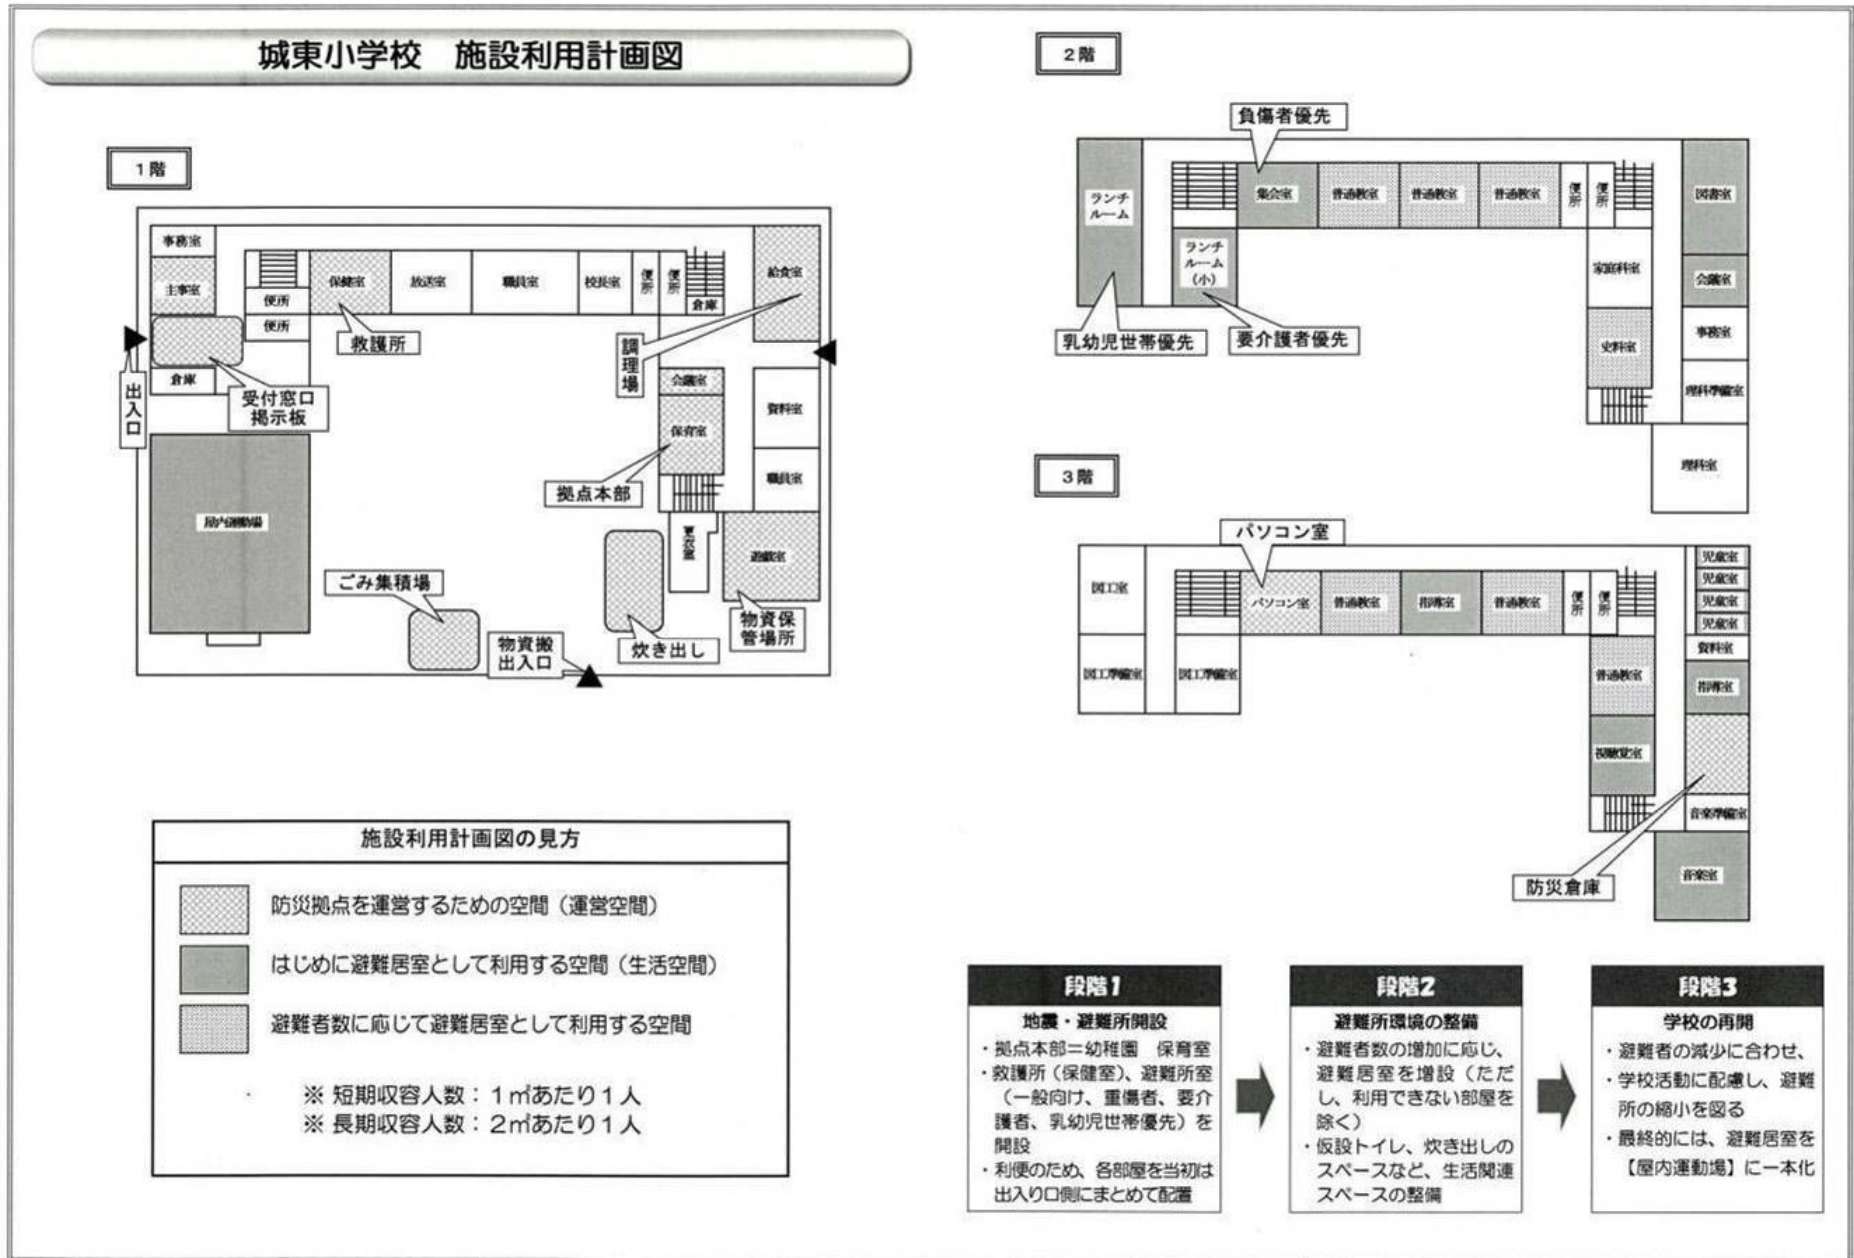 城東小学校　施設利用計画図
1階
事務室
主事室
便所
便所
倉庫
出入口
受付窓口
掲示板
保健室
救護所
放送室
職員室
校長室
便所
便所
倉庫
給食室
調理場
会議室
保育室
拠点本部
資料室
職員室
更衣室
遊戯室
物資保
管場所
屋内運動場
ごみ集積場
物資搬
出入口
炊き出し
2階
負傷者優先
ランチ
ルーム
乳幼児世帯優先
ランチ
ルーム
（小）
要介護者優先
集会室
普通教室
普通教室
普通教室
便所
便所
家庭科室
史料室
図書室
会議室
事務室
理科準備室
理科室
3階
パソコン室
図工室
図工準備室
図工準備室
パソコン室
普通教室
指導室
普通教室
便所
便所
普通教室
視聴覚室
児童室
児童室
児童室
児童室
資料室
指導室
防災倉庫
音楽準備室
音楽室
施設利用計画図の見方
防災拠点を運営するための空間（運営空間）
はじめに避難居室として利用する空間（生活空間）
避難者数に応じて避難居室として利用する空間
※ 短期収容人数：1㎡あたり1人
※ 長期収容人数：2㎡あたり1人
段階1
地震・避難所開設
・拠点本部＝幼稚園　保育室
・救護所（保健室）、避難所室
（一般向け、重傷者、要介
護者、乳幼児世帯優先）を
開設
・利便のため、各部屋を当初は
出入り口側にまとめて配置
段階2
避難所環境の整備
・避難者数の増加に応じ、
避難居室を増設（ただ
し、利用できない部屋を
除く）
・仮設トイレ、炊き出しの
スペースなど、生活関連
スペースの整備
段階3
学校の再開
・避難者の減少に合わせ、
・学校活動に配慮し、避難
所の縮小を図る
・最終的には、避難居室を
【屋内運動場】に一本化